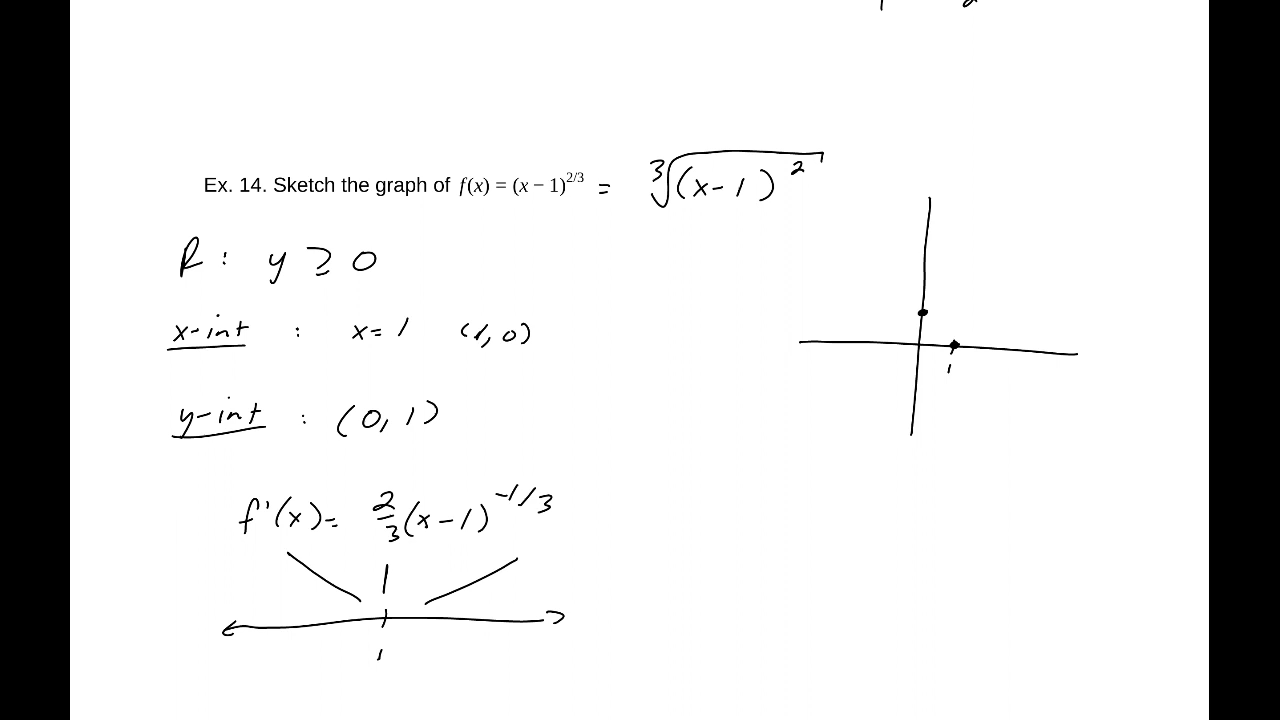 Ex. 14. Sketch the graph of f(x) = (x − 1)^{2/3} = ∛(x-1)²
R: y ≥ 0
x-int : x=1 (1,0)
1
y-int : (0,1)
f'(x)= 2/3(x-1)^{-1/3}
1